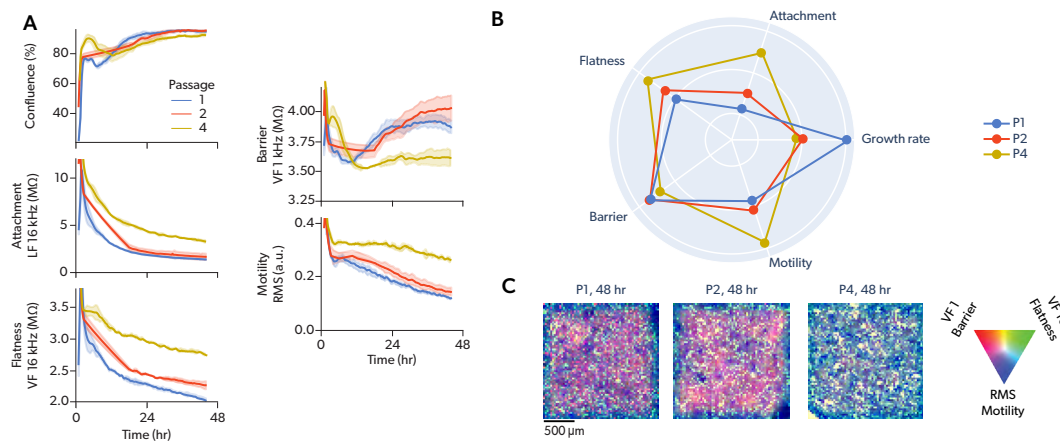 A
Confluence (%)
80
60
40
Passage
1
2
4
Attachment
LF 16 kHz (MΩ)
10
5
0
Flatness
VF 16 kHz (MΩ)
3.5
3.0
2.5
2.0
0
24
48
Time (hr)
Barrier
VF 1 kHz (MΩ)
4.00
3.75
3.50
3.25
Motility
RMS (a.u.)
0.4
0.2
0.0
0
24
48
Time (hr)
B
Attachment
Flatness
Growth rate
Barrier
Motility
P1
P2
P4
C
P1, 48 hr
P2, 48 hr
P4, 48 hr
500 µm
VF 1
Barrier
Flatness
RMS
Motility